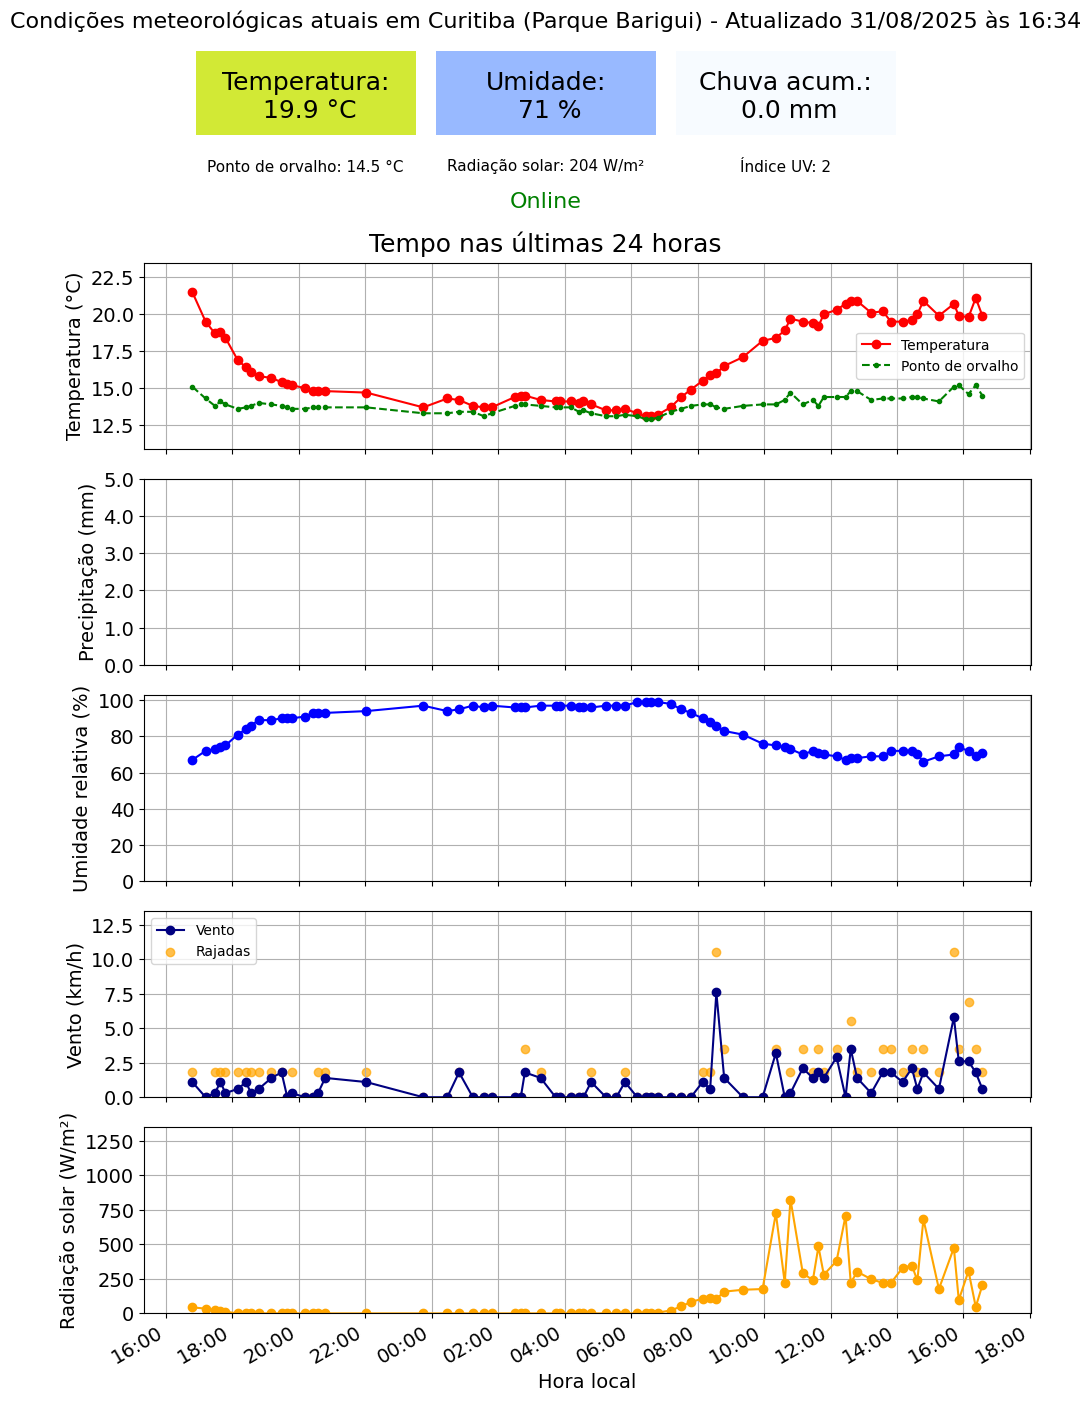 Condições meteorológicas atuais em Curitiba (Parque Barigui) - Atualizado 31/08/2025 às 16:34
Temperatura:
19.9 °C
Umidade:
71 %
Chuva acum.:
0.0 mm
Ponto de orvalho: 14.5 °C
Radiação solar: 204 W/m²
Índice UV: 2
Online
Tempo nas últimas 24 horas
Temperatura (°C)
22.5
20.0
17.5
15.0
12.5
Temperatura
Ponto de orvalho
Precipitação (mm)
5.0
4.0
3.0
2.0
1.0
0.0
Umidade relativa (%)
100
80
60
40
20
0
Vento (km/h)
12.5
10.0
7.5
5.0
2.5
0.0
Vento
Rajadas
Radiação solar (W/m²)
1250
1000
750
500
250
0
16:00
18:00
20:00
22:00
00:00
02:00
04:00
06:00
08:00
10:00
12:00
14:00
16:00
18:00
Hora local